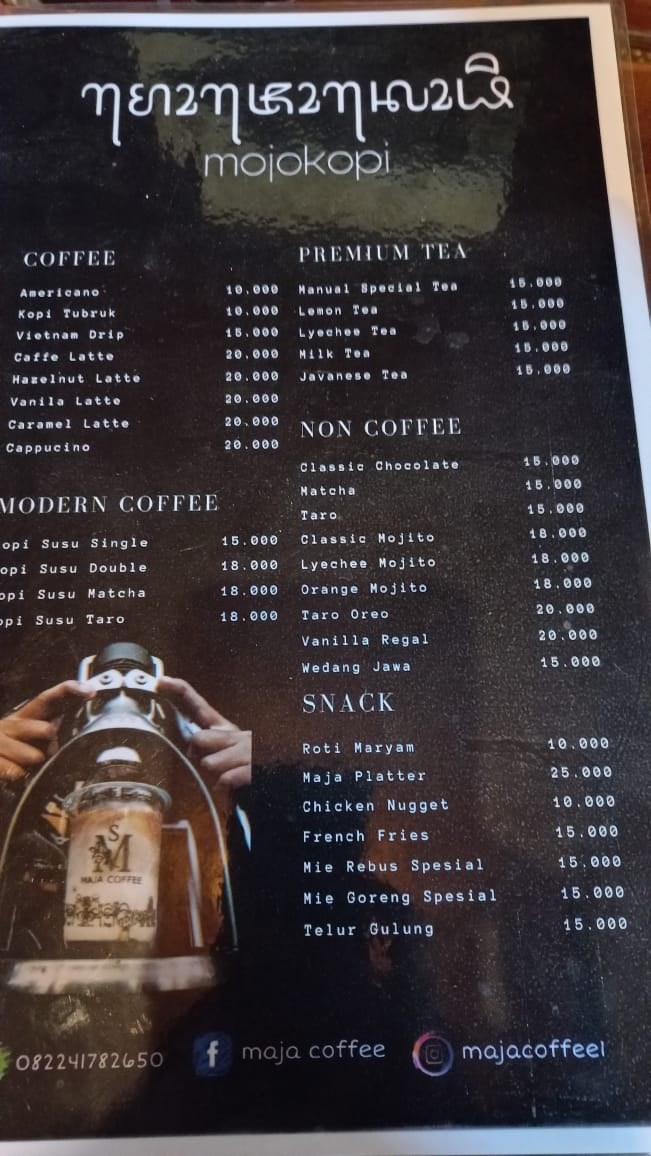 ꦩꦺꦴꦗꦺꦴꦏꦺꦴꦥꦶ
mojokopi
COFFEE
Americano 10.000
Kopi Tubruk 10.000
Vietnam Drip 15.000
Caffe Latte 20.000
Hazelnut Latte 20.000
Vanila Latte 20.000
Caramel Latte 20.000
Cappucino 20.000
MODERN COFFEE
opi Susu Single 15.000
opi Susu Double 18.000
opi Susu Matcha 18.000
opi Susu Taro 18.000
PREMIUM TEA
Manual Special Tea 15.000
Lemon Tea 15.000
Lyechee Tea 15.000
Milk Tea 15.000
Javanese Tea 15.000
NON COFFEE
Classic Chocolate 15.000
Matcha 15.000
Taro 15.000
Classic Mojito 18.000
Lyechee Mojito 18.000
Orange Mojito 18.000
Taro Oreo 20.000
Vanilla Regal 20.000
Wedang Jawa 15.000
SNACK
Roti Maryam 10.000
Maja Platter 25.000
Chicken Nugget 10.000
French Fries 15.000
Mie Rebus Spesial 15.000
Mie Goreng Spesial 15.000
Telur Gulung 15.000
S
M
MAJA COFFEE
082241782650 maja coffee majacoffee1